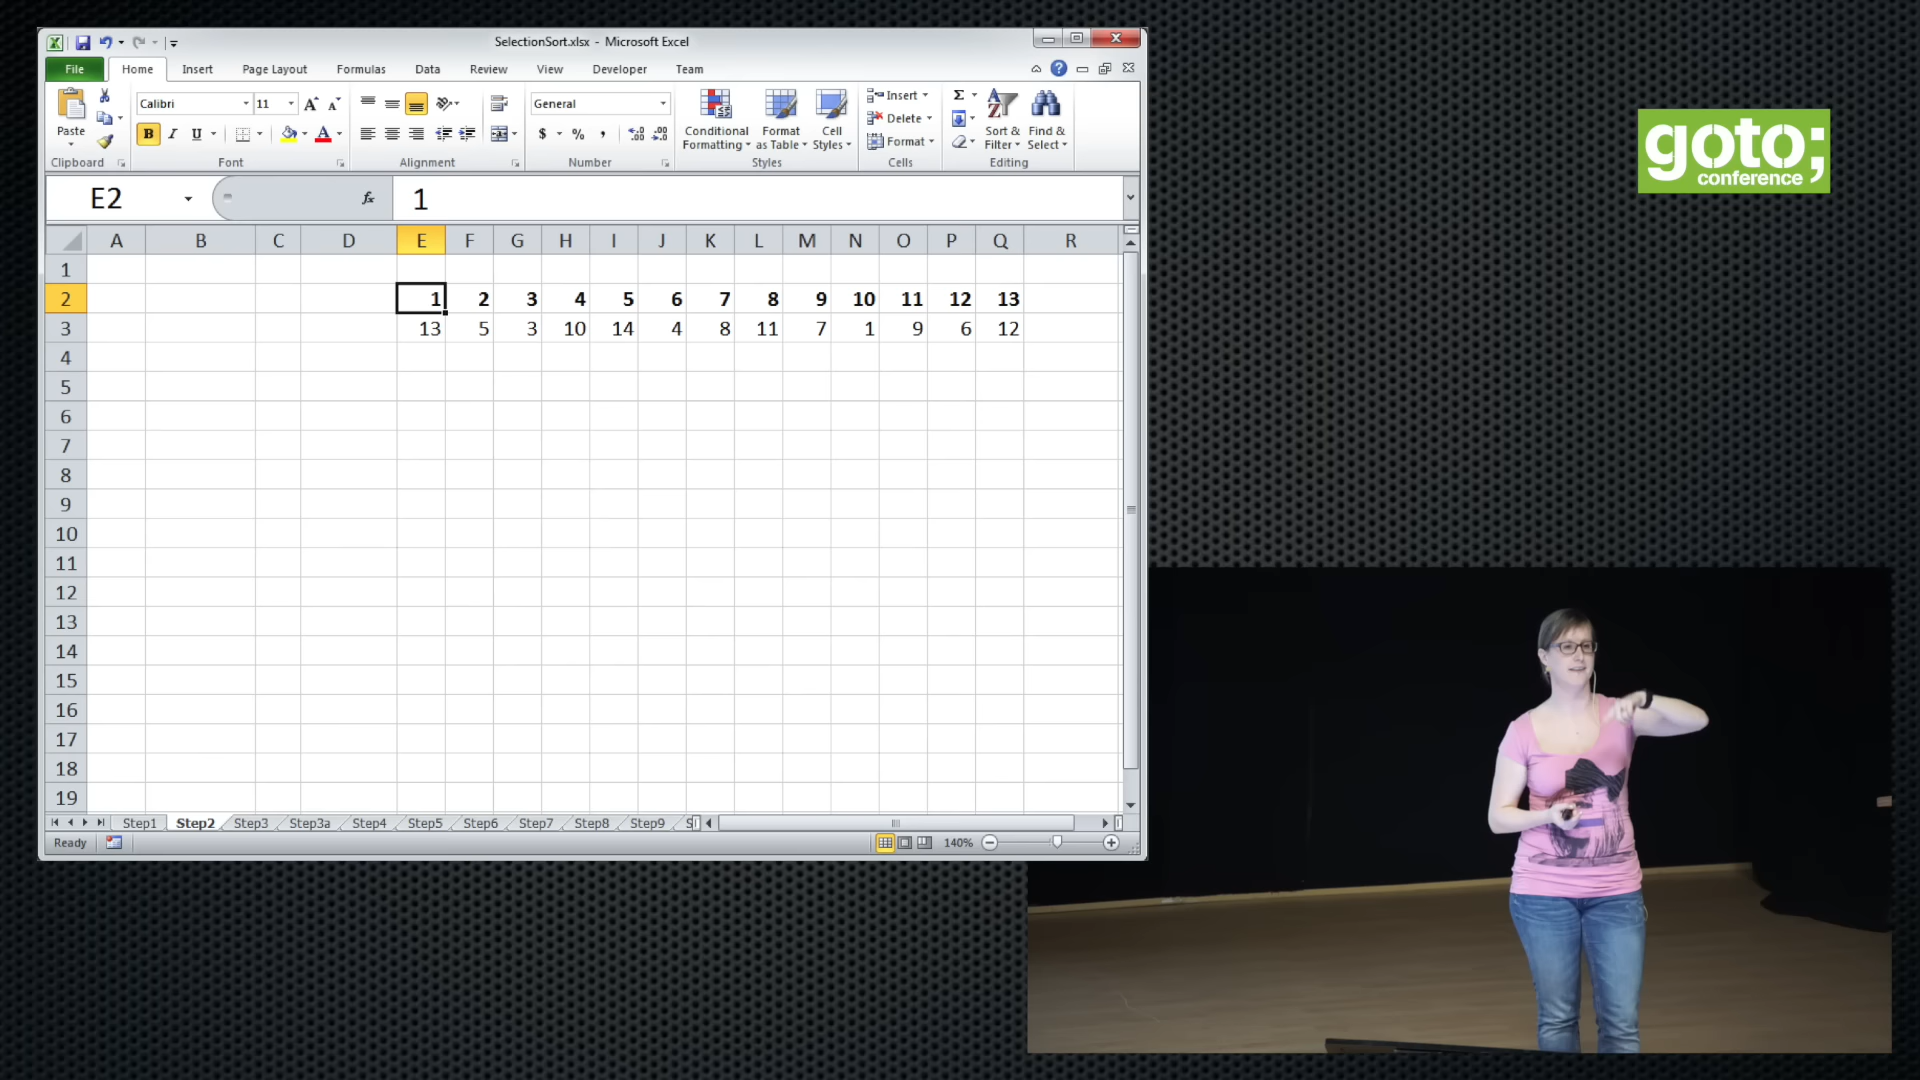 SelectionSort.xlsx - Microsoft Excel
File Home Insert Page Layout Formulas Data Review View Developer Team
Calibri 11 General Insert
Paste B I U $ % , Conditional Formatting Format as Table Cell Styles Delete Format Sort & Filter Find & Select
Clipboard Font Alignment Number Styles Cells Editing
E2 fx 1
A B C D E F G H I J K L M N O P Q R
1
2 1 2 3 4 5 6 7 8 9 10 11 12 13
3 13 5 3 10 14 4 8 11 7 1 9 6 12
4
5
6
7
8
9
10
11
12
13
14
15
16
17
18
19
Step1 Step2 Step3 Step3a Step4 Step5 Step6 Step7 Step8 Step9
Ready 140%
goto;
conference